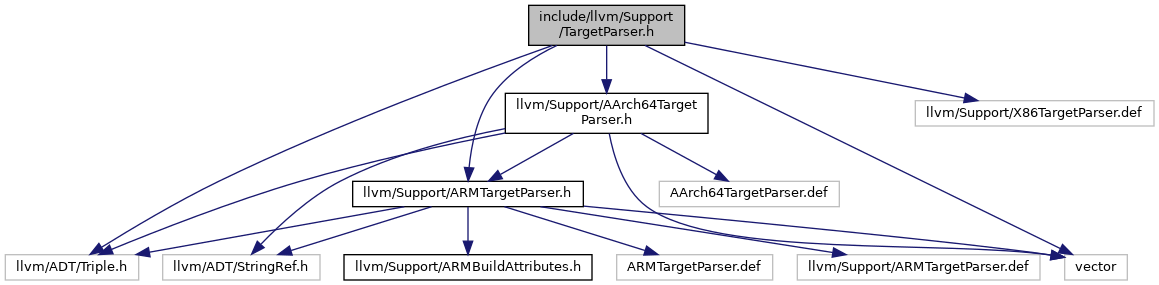 include/llvm/Support
/TargetParser.h
llvm/Support/AArch64Target
Parser.h
llvm/Support/X86TargetParser.def
llvm/Support/ARMTargetParser.h
AArch64TargetParser.def
llvm/ADT/Triple.h
llvm/ADT/StringRef.h
llvm/Support/ARMBuildAttributes.h
ARMTargetParser.def
llvm/Support/ARMTargetParser.def
vector